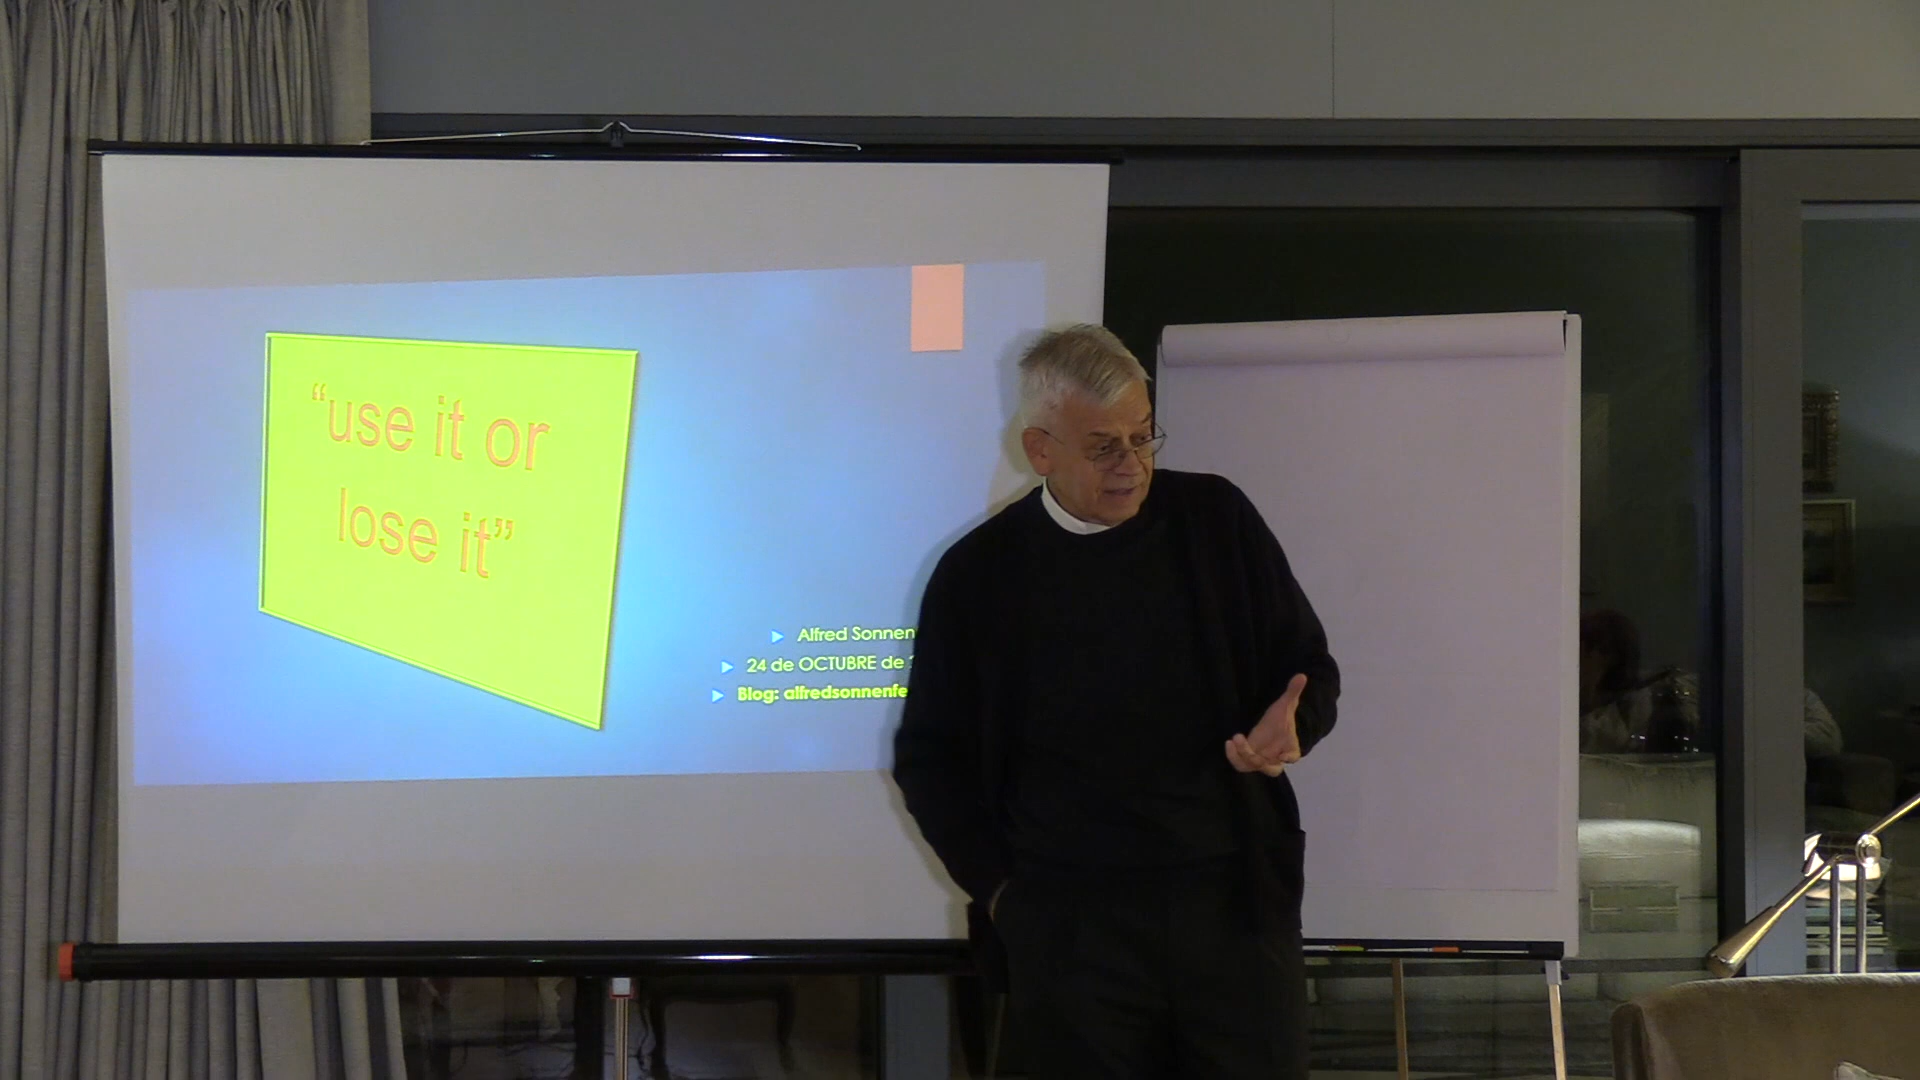 “use it or
lose it”
Alfred Sonnen
24 de OCTUBRE de
Blog: alfredsonnenfe